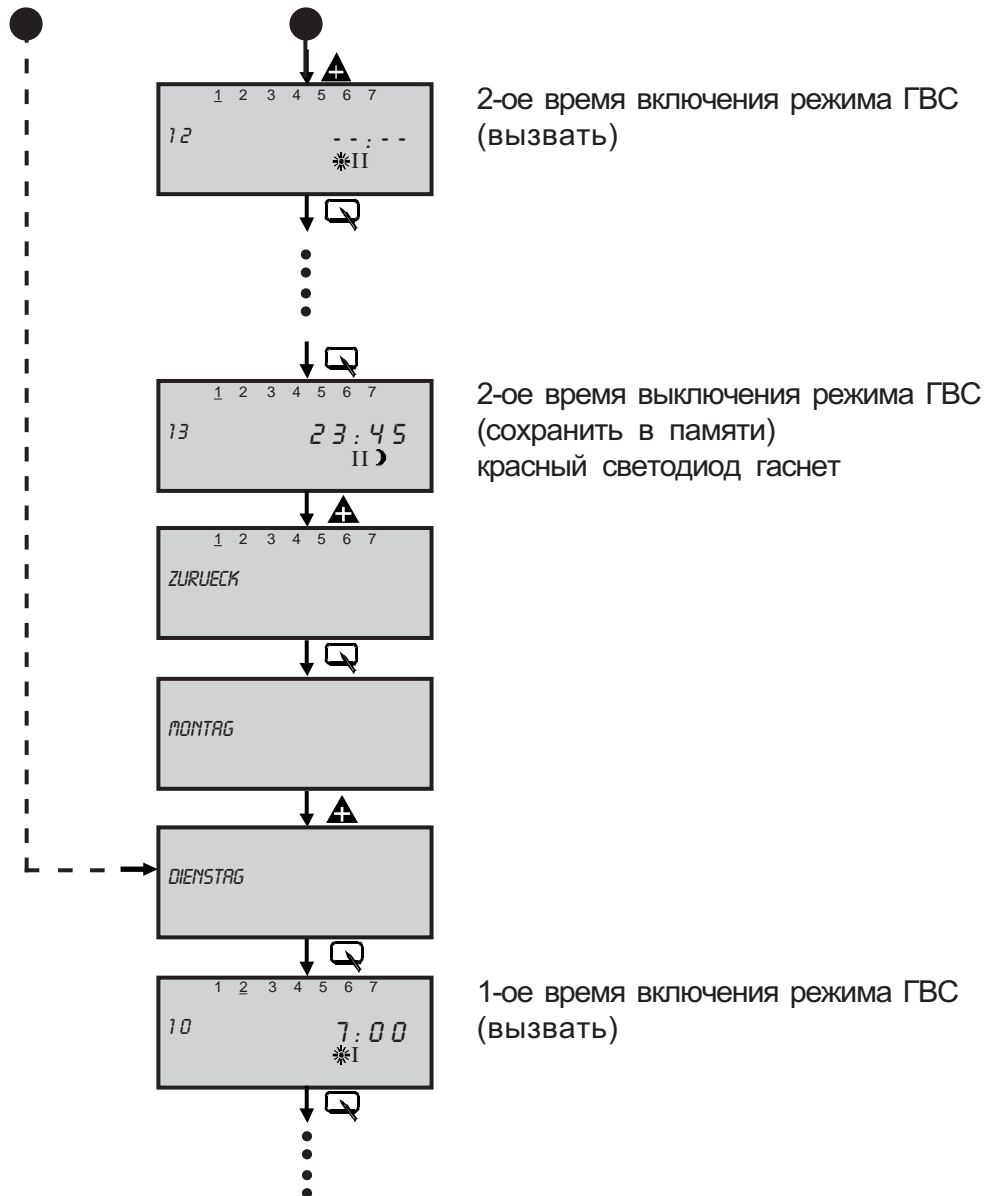 1 2 3 4 5 6 7
12 --:--
II
2-ое время включения режима ГВС
(вызвать)
1 2 3 4 5 6 7
13 23:45
II
2-ое время выключения режима ГВС
(сохранить в памяти)
красный светодиод гаснет
1 2 3 4 5 6 7
ZURUECK
MONTAG
DIENSTAG
1 2 3 4 5 6 7
10 7:00
I
1-ое время включения режима ГВС
(вызвать)